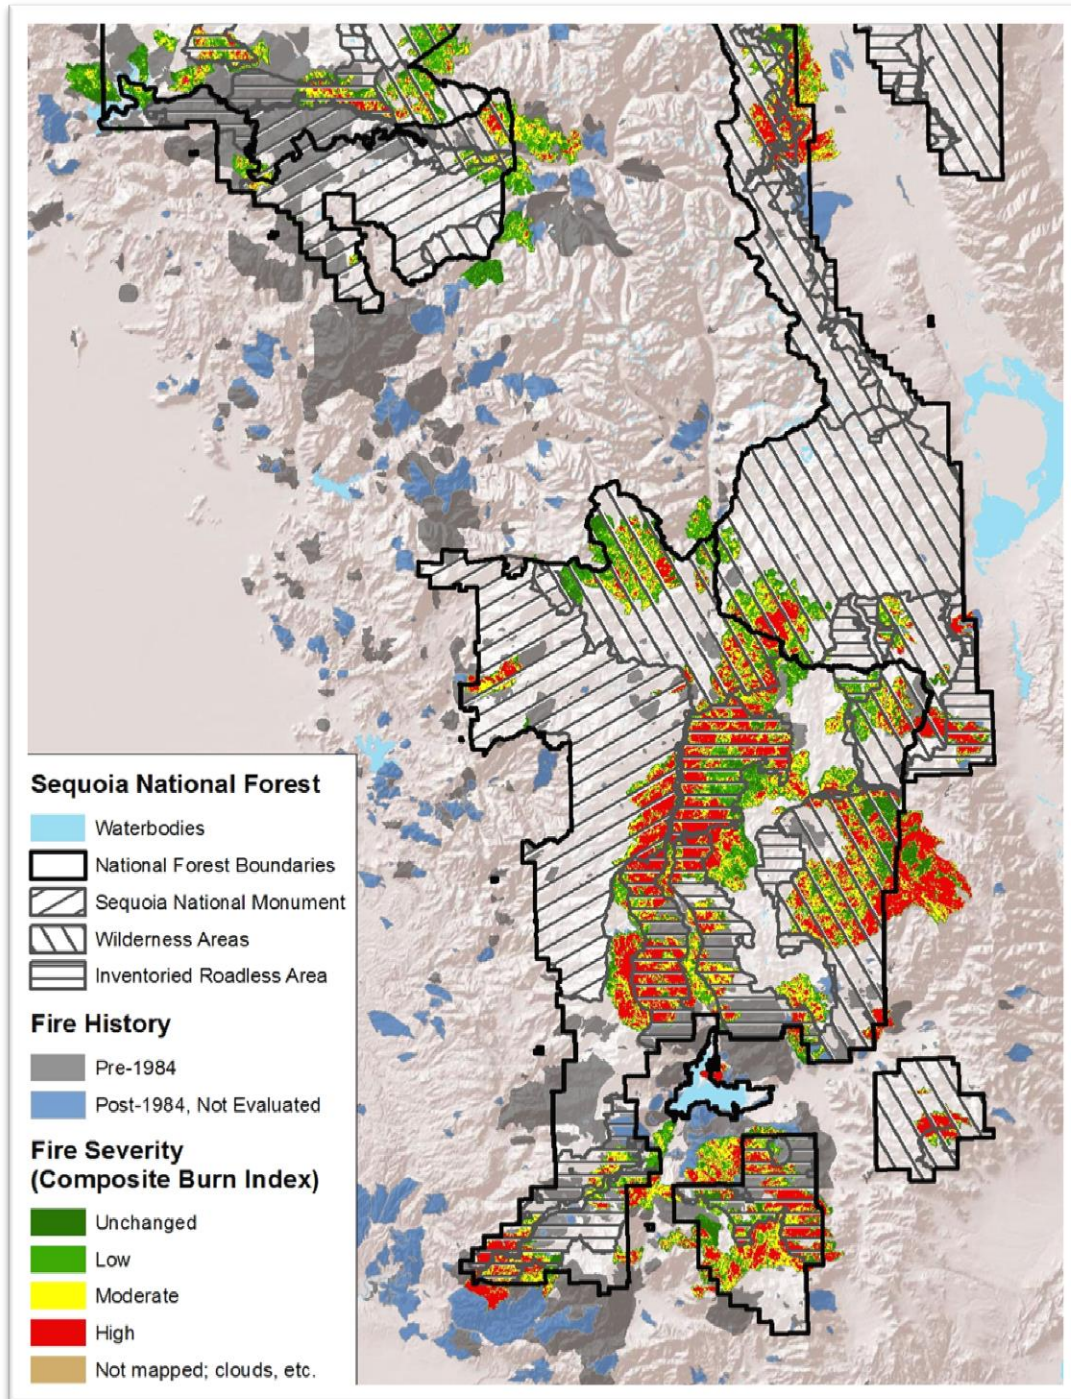 Sequoia National Forest
Waterbodies
National Forest Boundaries
Sequoia National Monument
Wilderness Areas
Inventoried Roadless Area
Fire History
Pre-1984
Post-1984, Not Evaluated
Fire Severity
(Composite Burn Index)
Unchanged
Low
Moderate
High
Not mapped; clouds, etc.